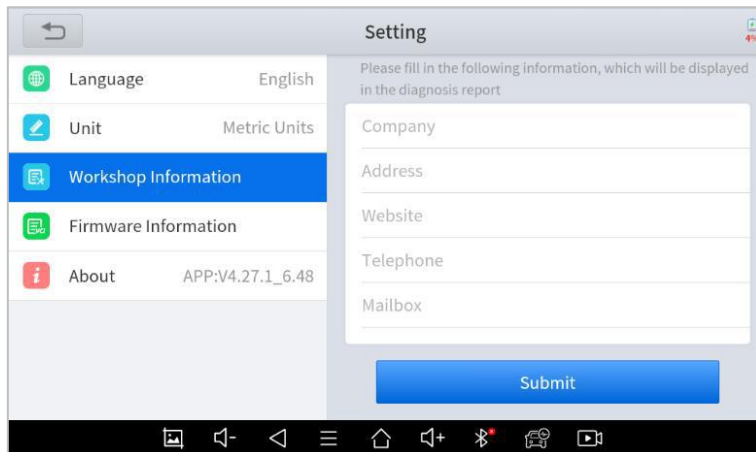 Setting
4%
Language English
Unit Metric Units
Workshop Information
Firmware Information
About APP:V4.27.1_6.48
Please fill in the following information, which will be displayed
in the diagnosis report
Company
Address
Website
Telephone
Mailbox
Submit